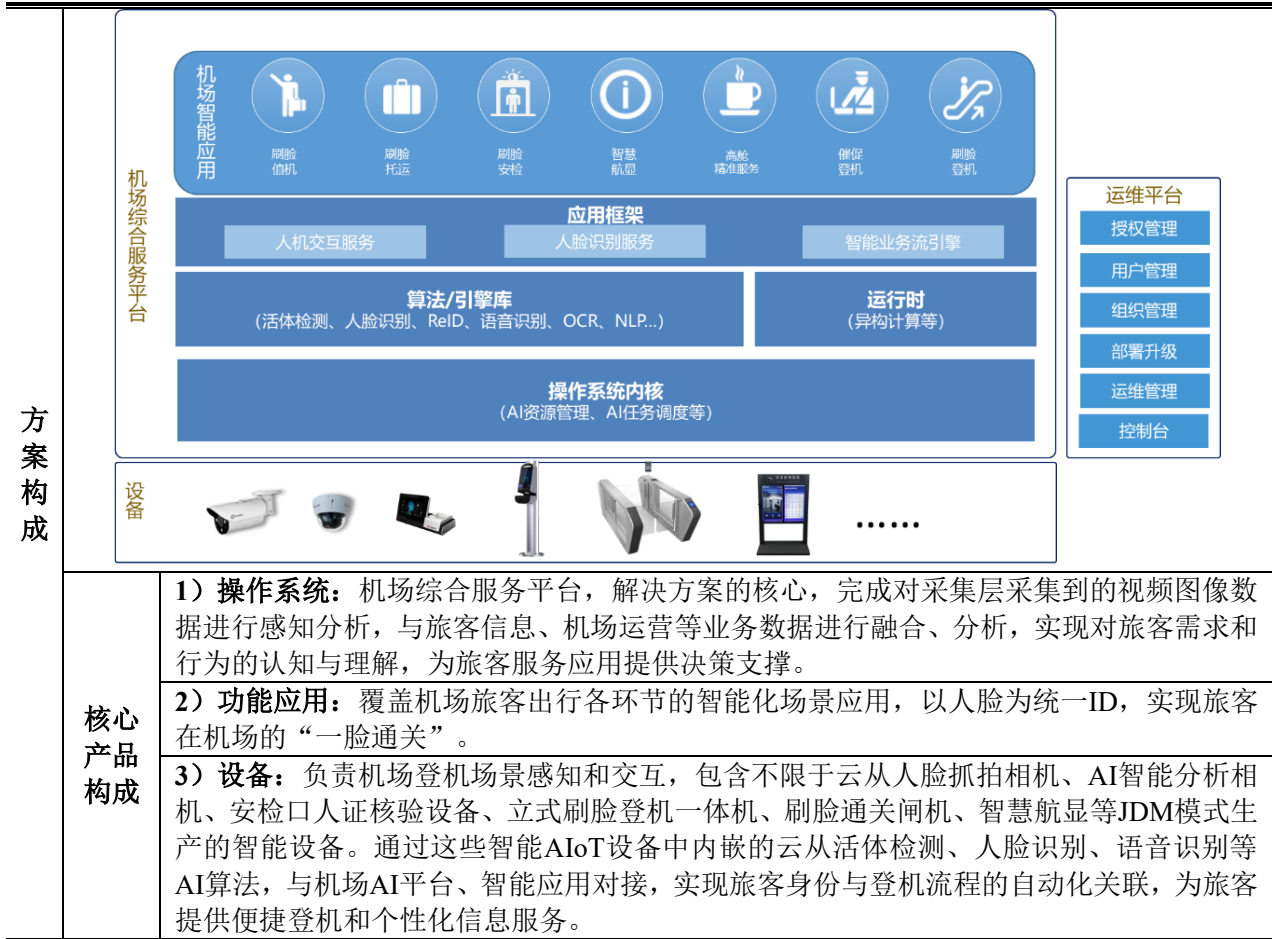 方案构成
机场综合服务平台
机场智能应用
刷脸
值机
刷脸
托运
刷脸
安检
智慧
航显
高舱
精准服务
催促
登机
刷脸
登机
应用框架
人机交互服务
人脸识别服务
智能业务流引擎
算法/引擎库
(活体检测、人脸识别、ReID、语音识别、OCR、NLP...)
运行时
(异构计算等)
操作系统内核
(AI资源管理、AI任务调度等)
运维平台
授权管理
用户管理
组织管理
部署升级
运维管理
控制台
设备
······
核心
产品
构成
1）操作系统：机场综合服务平台，解决方案的核心，完成对采集层采集到的视频图像数
据进行感知分析，与旅客信息、机场运营等业务数据进行融合、分析，实现对旅客需求和
行为的认知与理解，为旅客服务应用提供决策支撑。
2）功能应用：覆盖机场旅客出行各环节的智能化场景应用，以人脸为统一ID，实现旅客
在机场的“一脸通关”。
3）设备：负责机场登机场景感知和交互，包含不限于云从人脸抓拍相机、AI智能分析相
机、安检口人证核验设备、立式刷脸登机一体机、刷脸通关闸机、智慧航显等JDM模式生
产的智能设备。通过这些智能AIoT设备中内嵌的云从活体检测、人脸识别、语音识别等
AI算法，与机场AI平台、智能应用对接，实现旅客身份与登机流程的自动化关联，为旅客
提供便捷登机和个性化信息服务。